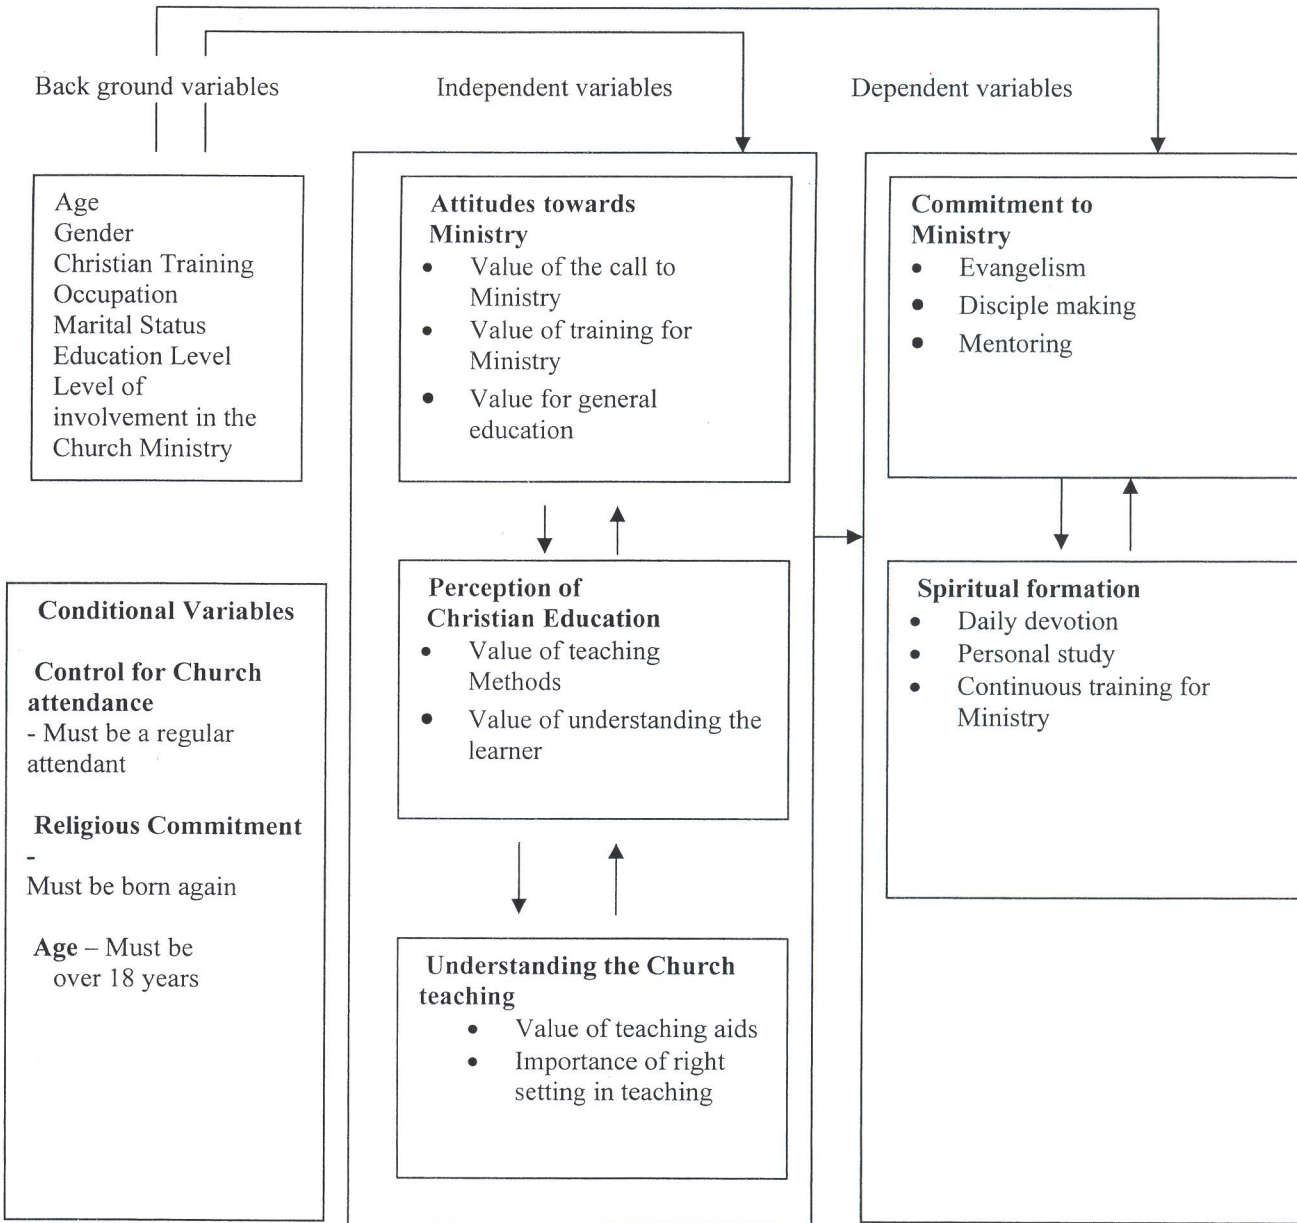 Back ground variables
Independent variables
Dependent variables
Age
Gender
Christian Training
Occupation
Marital Status
Education Level
Level of
involvement in the
Church Ministry
Conditional Variables
Control for Church
attendance
- Must be a regular
attendant
Religious Commitment
-
Must be born again
Age – Must be
over 18 years
Attitudes towards
Ministry
• Value of the call to
Ministry
• Value of training for
Ministry
• Value for general
education
Perception of
Christian Education
• Value of teaching
Methods
• Value of understanding the
learner
Understanding the Church
teaching
• Value of teaching aids
• Importance of right
setting in teaching
Commitment to
Ministry
• Evangelism
• Disciple making
• Mentoring
Spiritual formation
• Daily devotion
• Personal study
• Continuous training for
Ministry